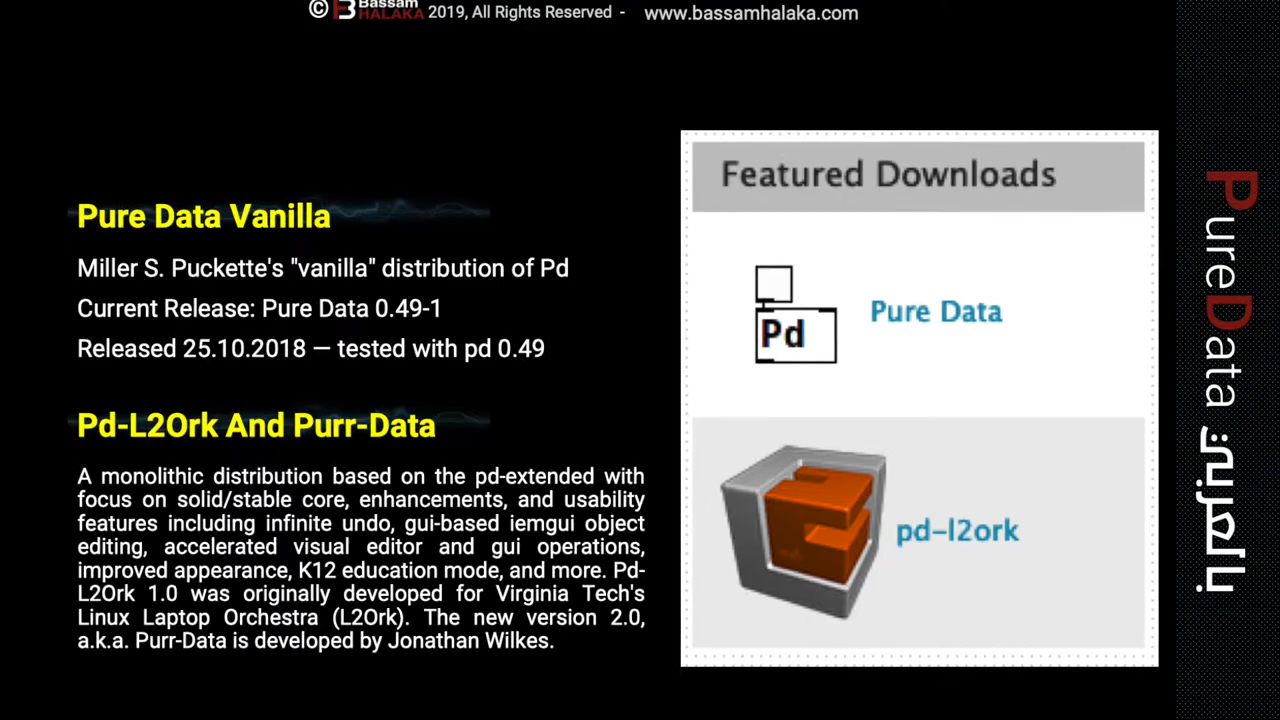 © Bassam HALAKA 2019, All Rights Reserved - www.bassamhalaka.com
Pure Data Vanilla
Miller S. Puckette's "vanilla" distribution of Pd
Current Release: Pure Data 0.49-1
Released 25.10.2018 — tested with pd 0.49
Pd-L2Ork And Purr-Data
A monolithic distribution based on the pd-extended with
focus on solid/stable core, enhancements, and usability
features including infinite undo, gui-based iemgui object
editing, accelerated visual editor and gui operations,
improved appearance, K12 education mode, and more. Pd-
L2Ork 1.0 was originally developed for Virginia Tech's
Linux Laptop Orchestra (L2Ork). The new version 2.0,
a.k.a. Purr-Data is developed by Jonathan Wilkes.
Featured Downloads
Pd
Pure Data
pd-l2ork
PureData بالعربي